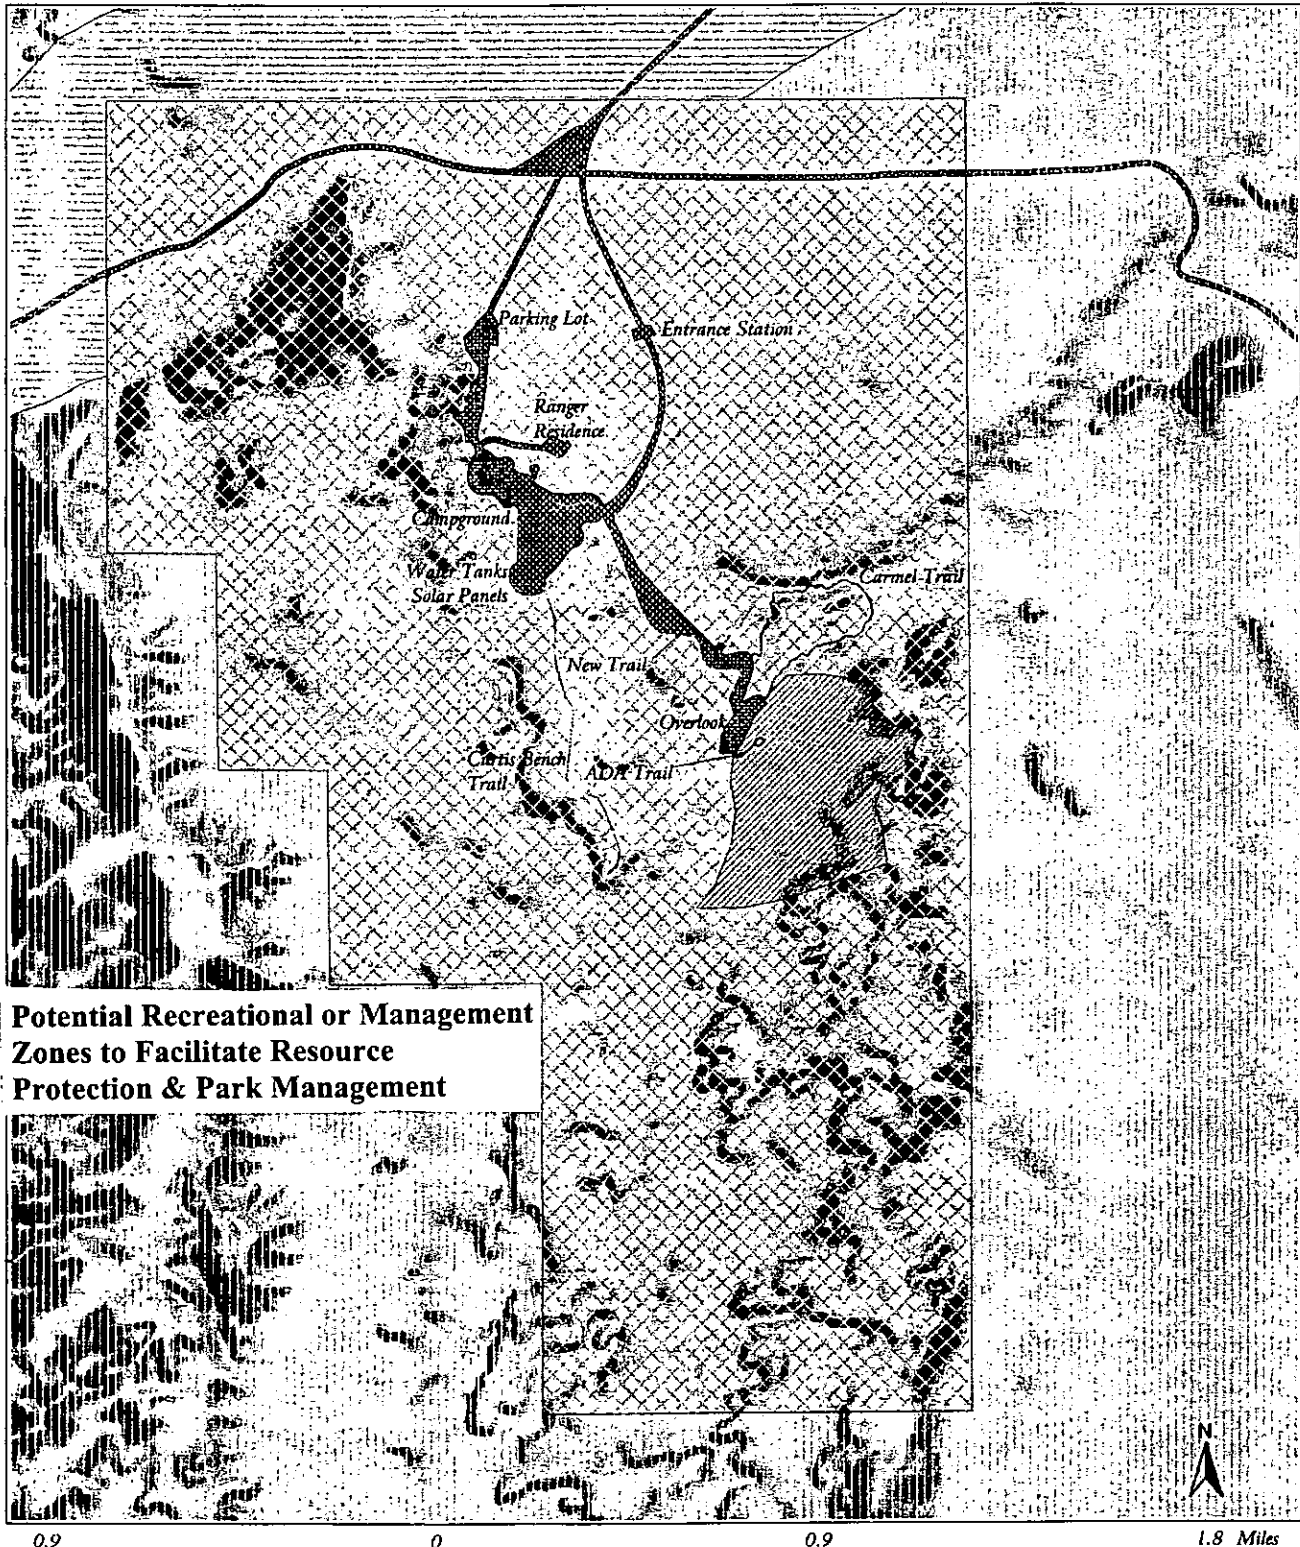 Parking Lot
Entrance Station
Ranger
Residence
Campground
Water Tanks
Solar Panels
Carmel Trail
New Trail
Overlook
Curtis Bench
Trail
ADA Trail
Potential Recreational or Management
Zones to Facilitate Resource
Protection & Park Management
N
0.9 0 0.9 1.8 Miles